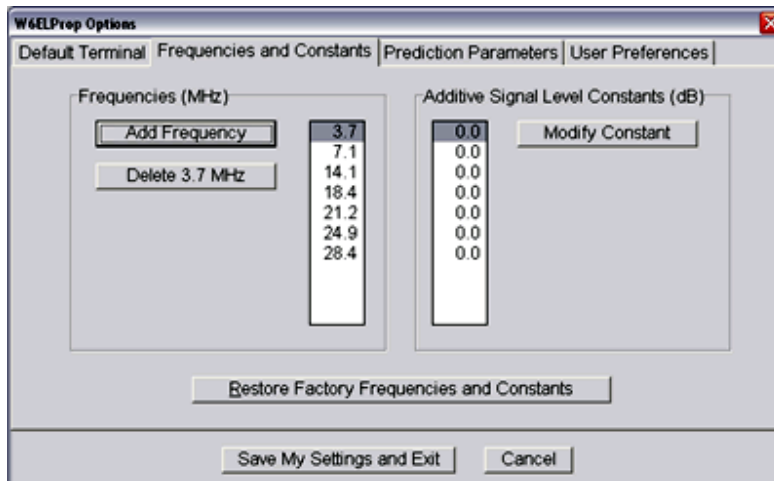 W6ELProp Options
Default Terminal Frequencies and Constants Prediction Parameters User Preferences
Frequencies (MHz)
Add Frequency
Delete 3.7 MHz
3.7
7.1
14.1
18.4
21.2
24.9
28.4
Additive Signal Level Constants (dB)
0.0
0.0
0.0
0.0
0.0
0.0
0.0
Modify Constant
Restore Factory Frequencies and Constants
Save My Settings and Exit Cancel